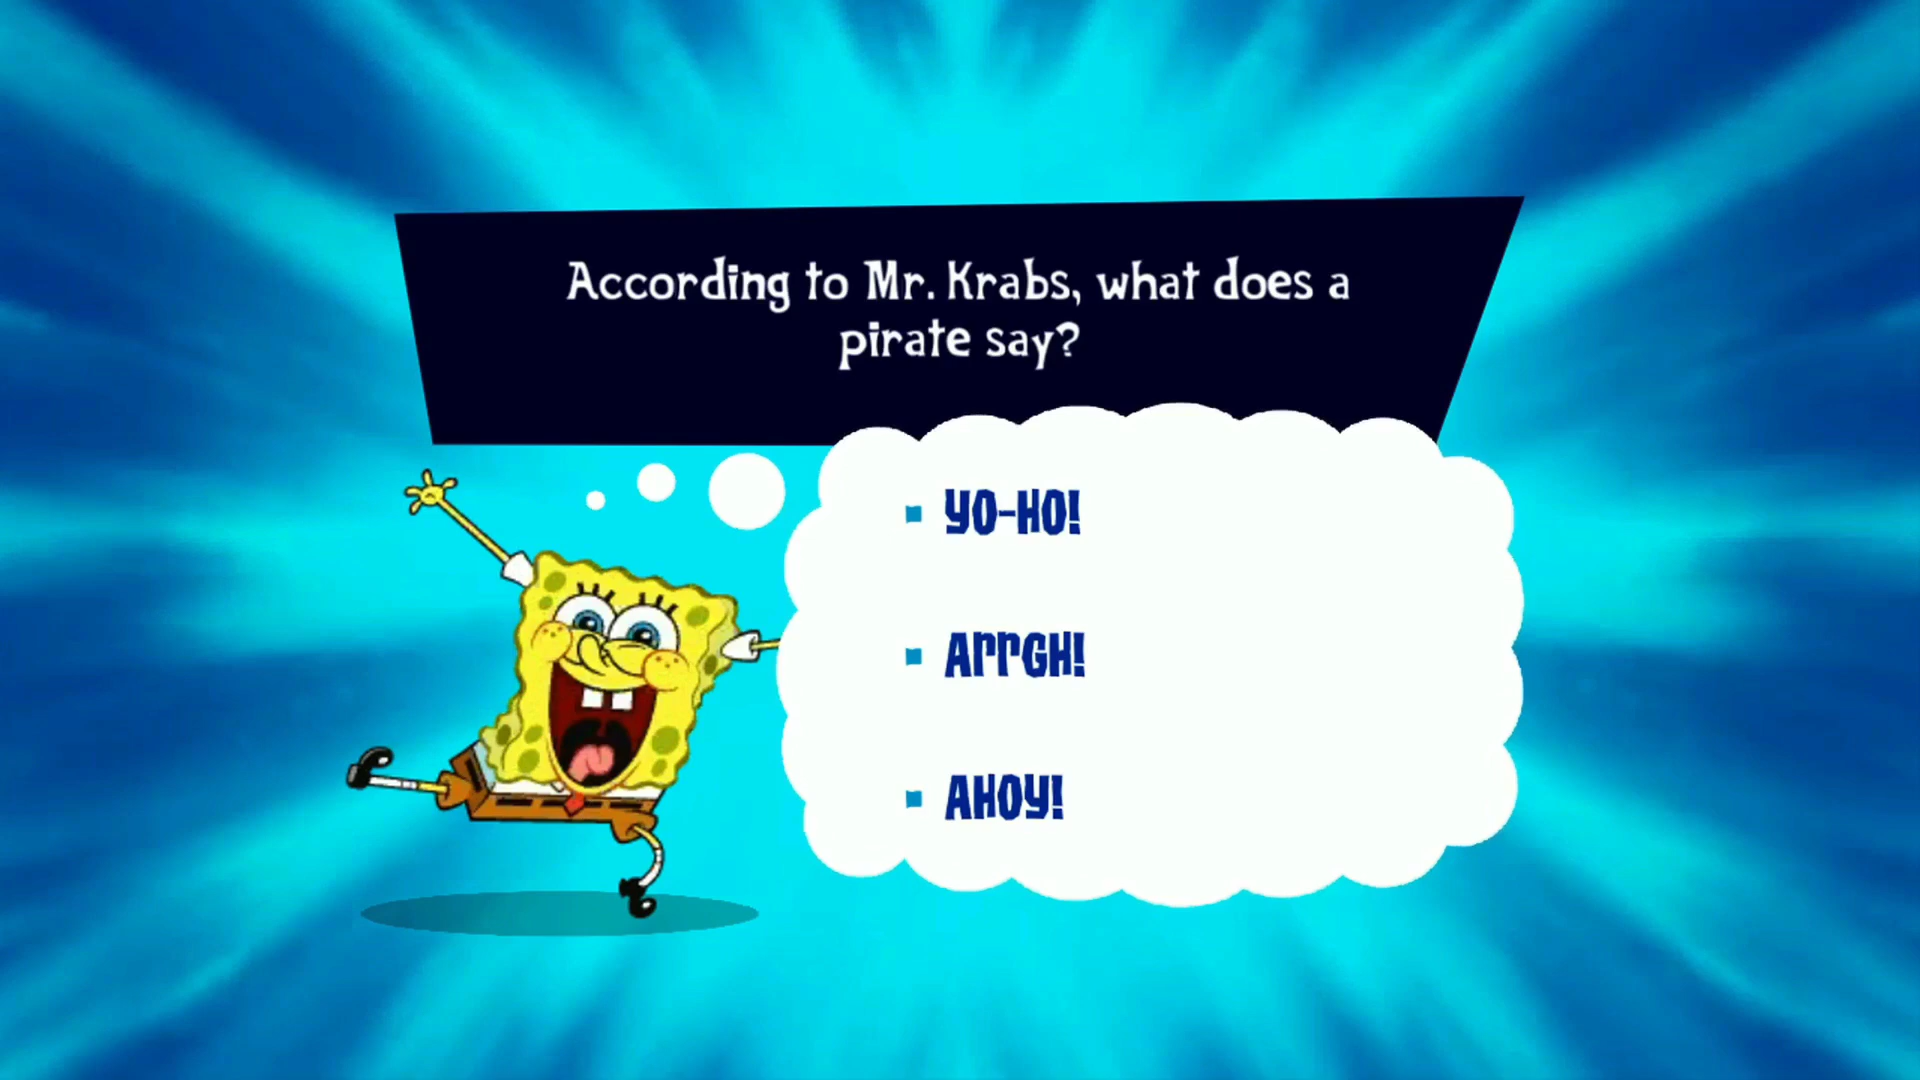 According to Mr. Krabs, what does a
pirate say?
YO-HO!
ARRGH!
AHOY!